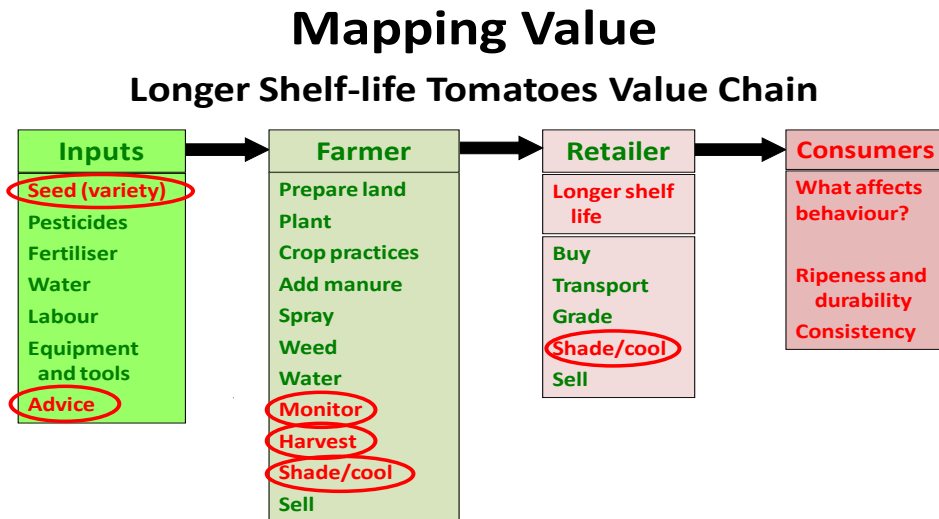 Mapping Value
Longer Shelf-life Tomatoes Value Chain
Inputs
Seed (variety)
Pesticides
Fertiliser
Water
Labour
Equipment
and tools
Advice
Farmer
Prepare land
Plant
Crop practices
Add manure
Spray
Weed
Water
Monitor
Harvest
Shade/cool
Sell
Retailer
Longer shelf
life
Buy
Transport
Grade
Shade/cool
Sell
Consumers
What affects
behaviour?
Ripeness and
durability
Consistency